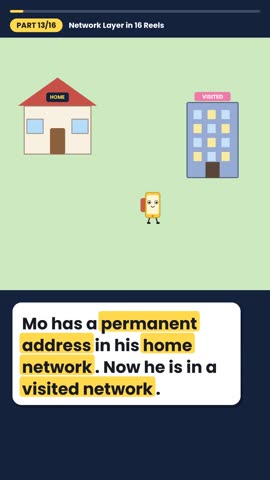 PART 13/16 Network Layer in 16 Reels
HOME
VISITED
Mo has a permanent
address in his home
network. Now he is in a
visited network.